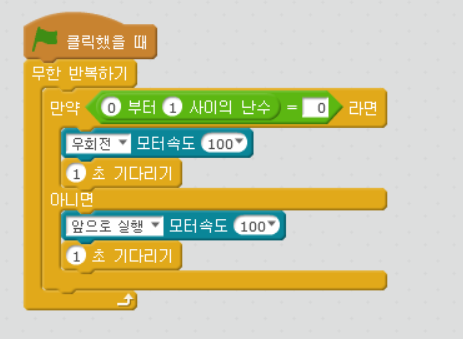 클릭했을 때
무한 반복하기
만약 0 부터 1 사이의 난수 = 0 라면
우회전 모터속도 100
1 초 기다리기
아니면
앞으로 실행 모터속도 100
1 초 기다리기